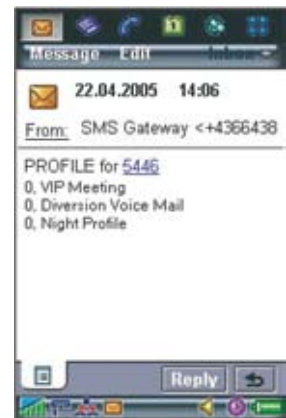 Message Edit Inbox
22.04.2005 14:06
From: SMS Gateway <+4366438
PROFILE for 5446
0, VIP Meeting
0, Diversion Voice Mail
0, Night Profile
Reply